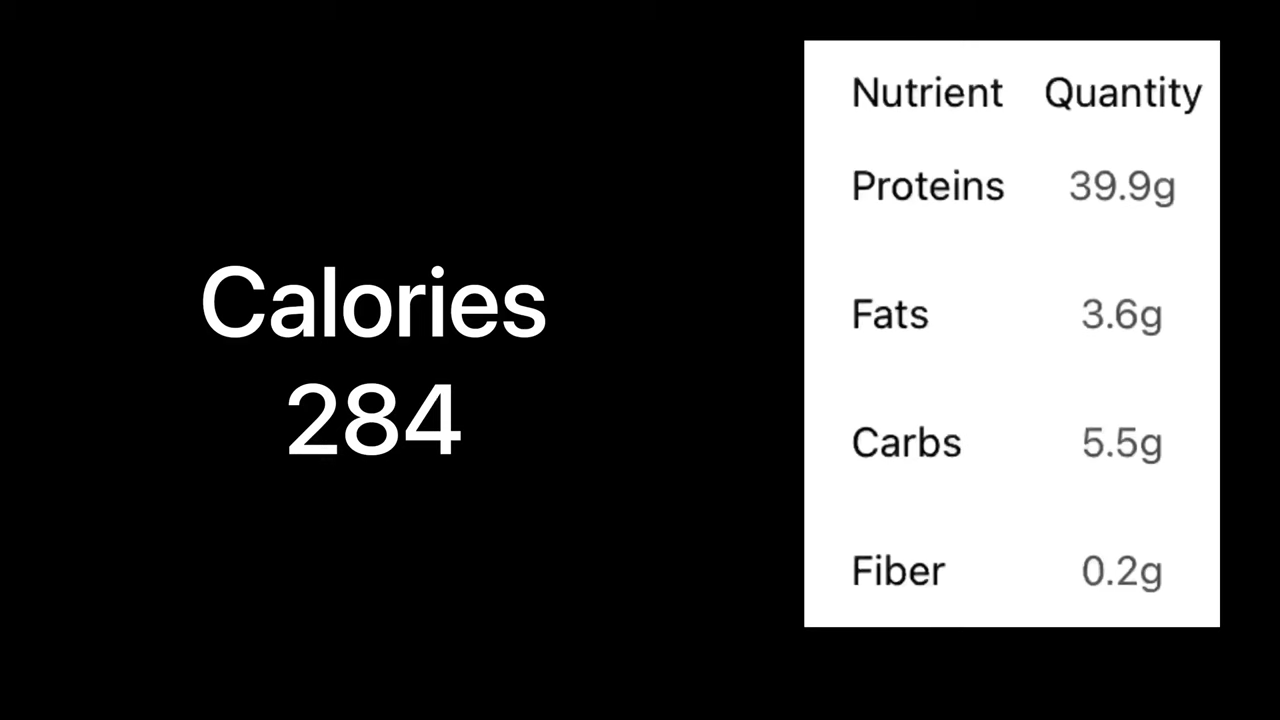 Calories
284
Nutrient Quantity
Proteins 39.9g
Fats 3.6g
Carbs 5.5g
Fiber 0.2g